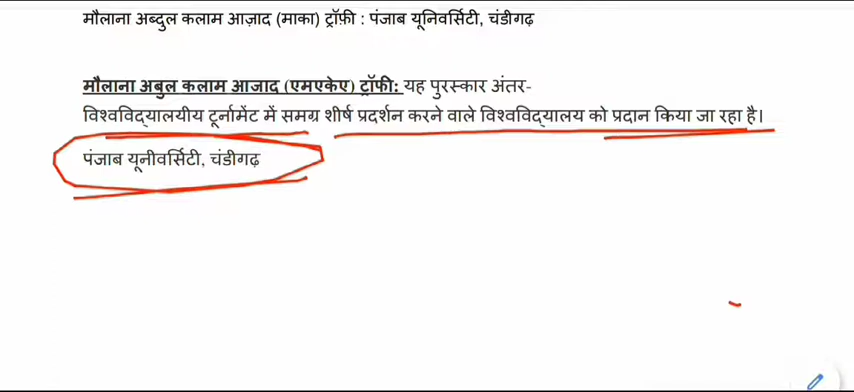 मौलाना अब्दुल कलाम आज़ाद (माका) ट्रॉफ़ी : पंजाब यूनिवर्सिटी, चंडीगढ़
मौलाना अबुल कलाम आजाद (एमएकेए) ट्रॉफी: यह पुरस्कार अंतर-
विश्वविद्यालयीय टूर्नामेंट में समग्र शीर्ष प्रदर्शन करने वाले विश्वविद्यालय को प्रदान किया जा रहा है।
पंजाब यूनीवर्सिटी, चंडीगढ़